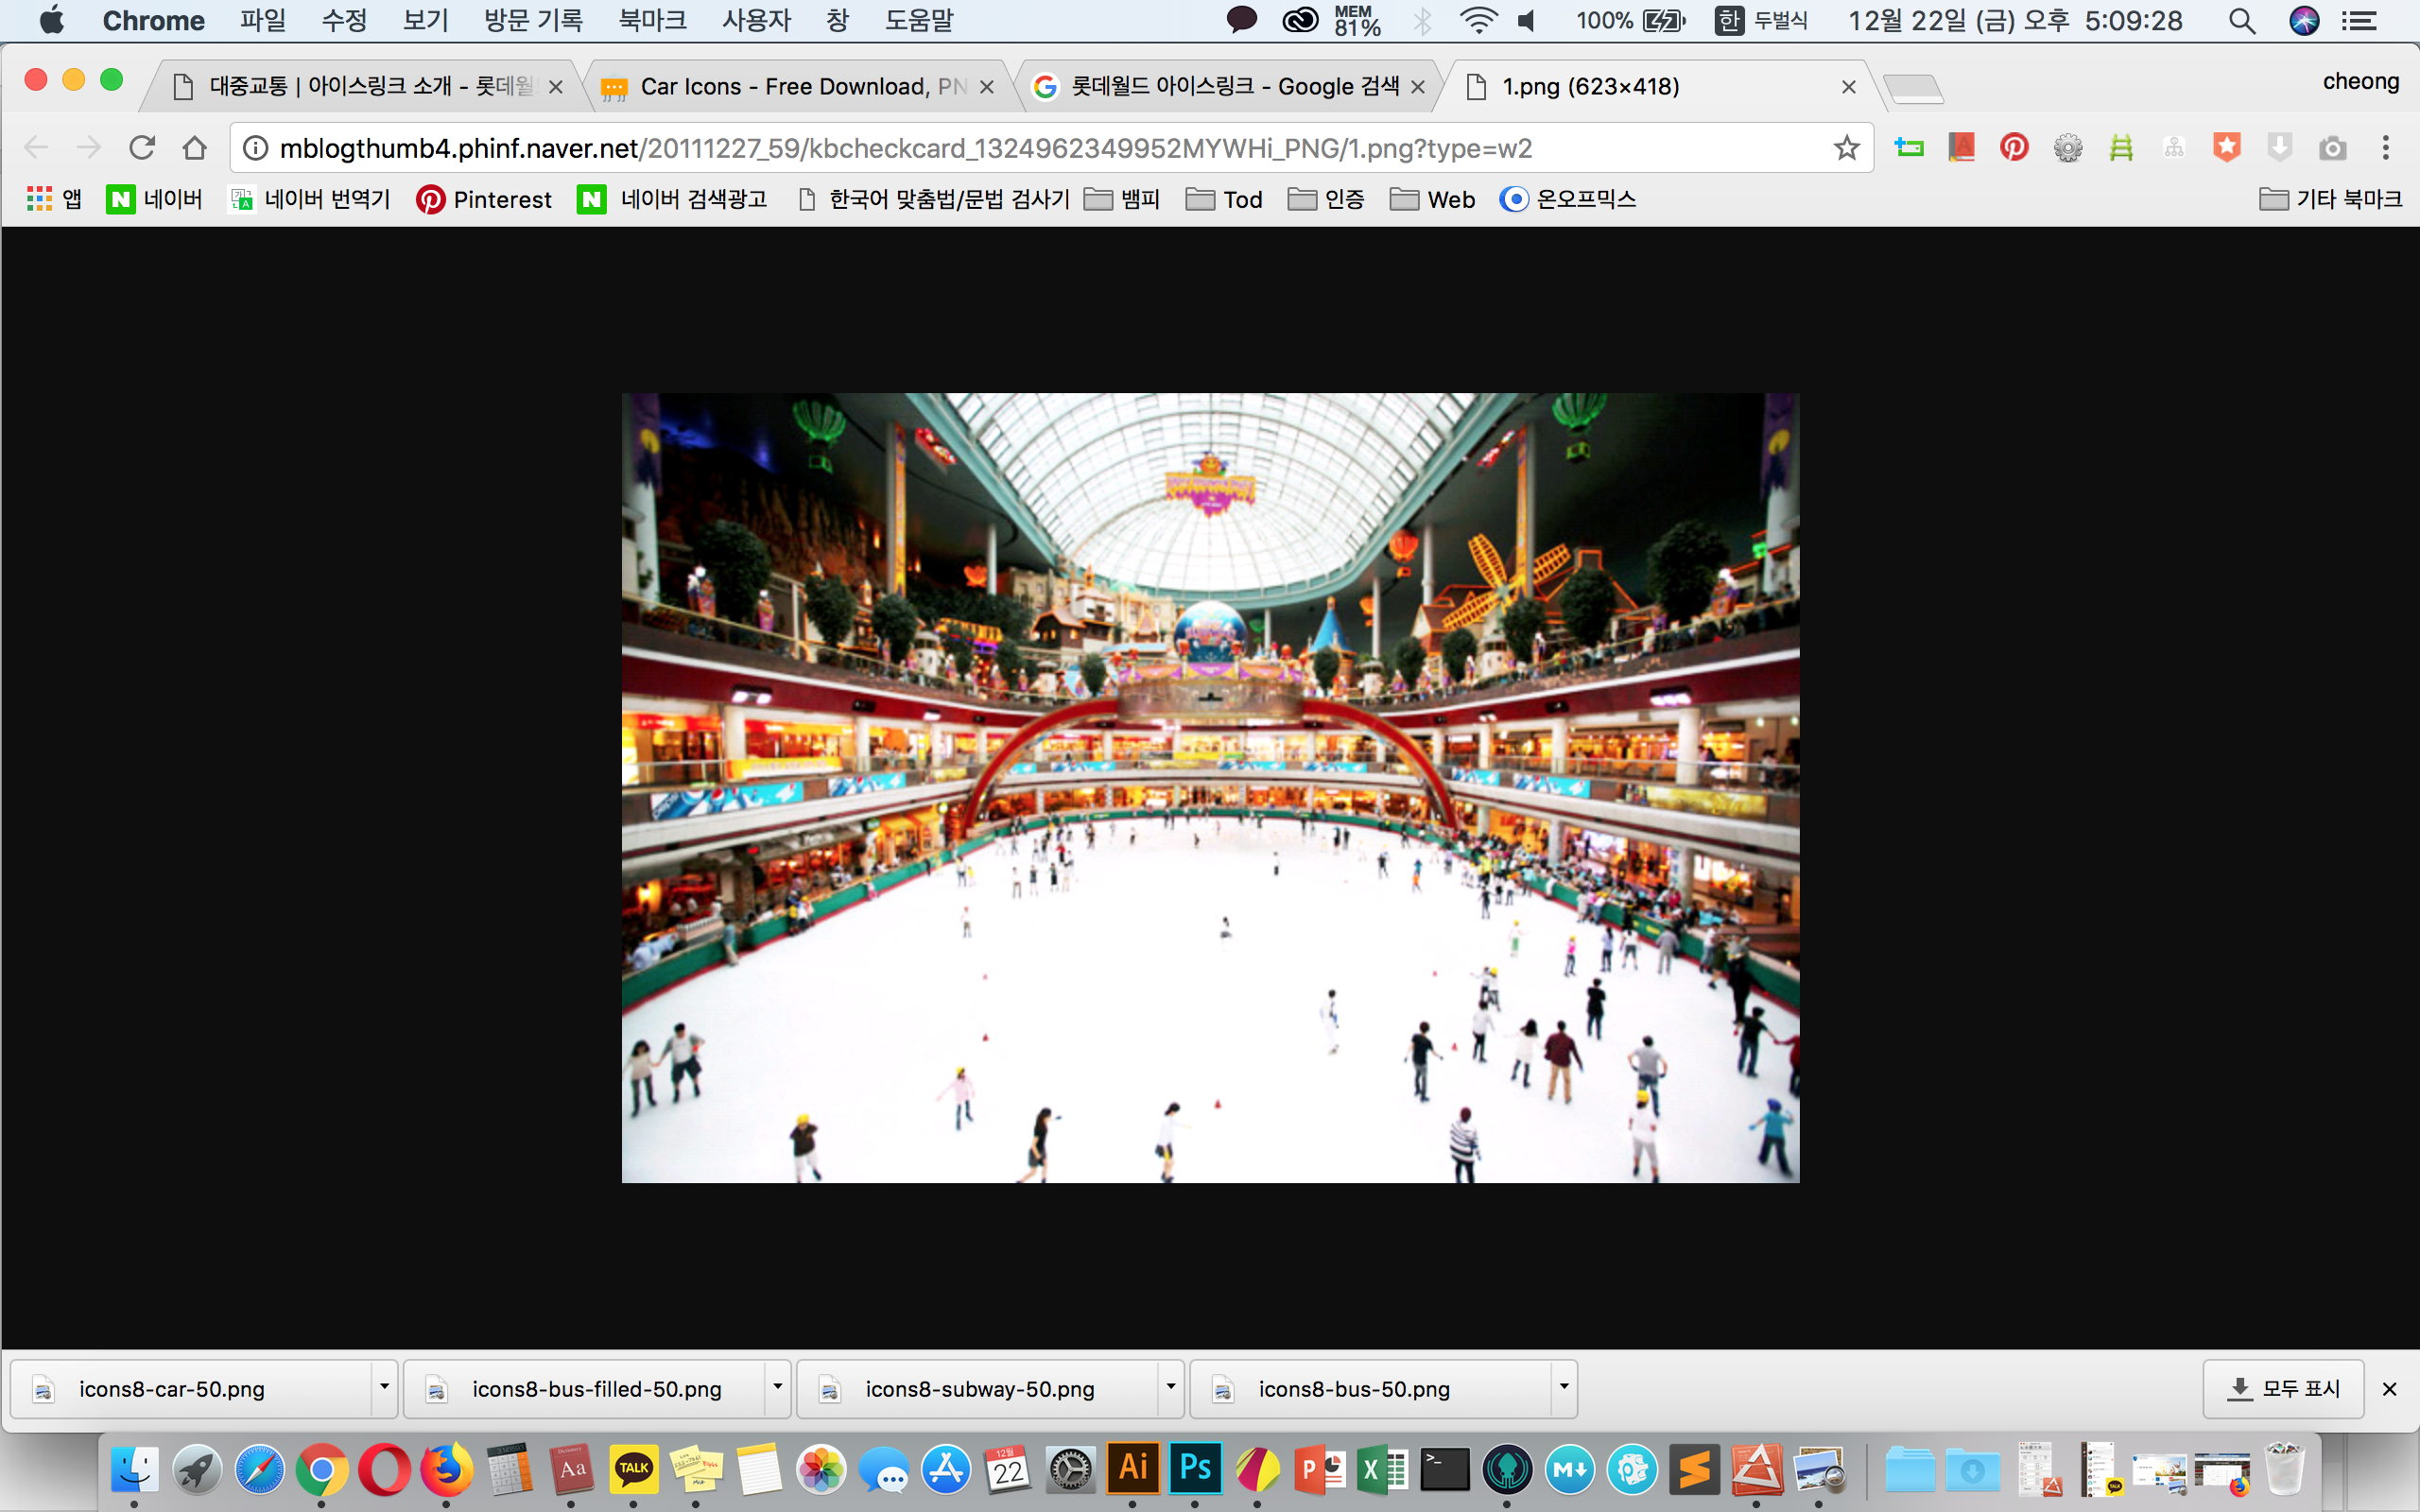 Chrome 파일 수정 보기 방문 기록 북마크 사용자 창 도움말 MEM 81% 100% 한 두벌식 12월 22일 (금) 오후 5:09:28
대중교통 | 아이스링크 소개 - 롯데월 Car Icons - Free Download, PN 롯데월드 아이스링크 - Google 검색 1.png (623×418) cheong
mblogthumb4.phinf.naver.net/20111227_59/kbcheckcard_1324962349952MYWHi_PNG/1.png?type=w2
앱 네이버 네이버 번역기 Pinterest 네이버 검색광고 한국어 맞춤법/문법 검사기 뱀피 Tod 인증 Web 온오프믹스 기타 북마크
icons8-car-50.png icons8-bus-filled-50.png icons8-subway-50.png icons8-bus-50.png 모두 표시
Aa TALK 12월 22 Ai Ps P X M